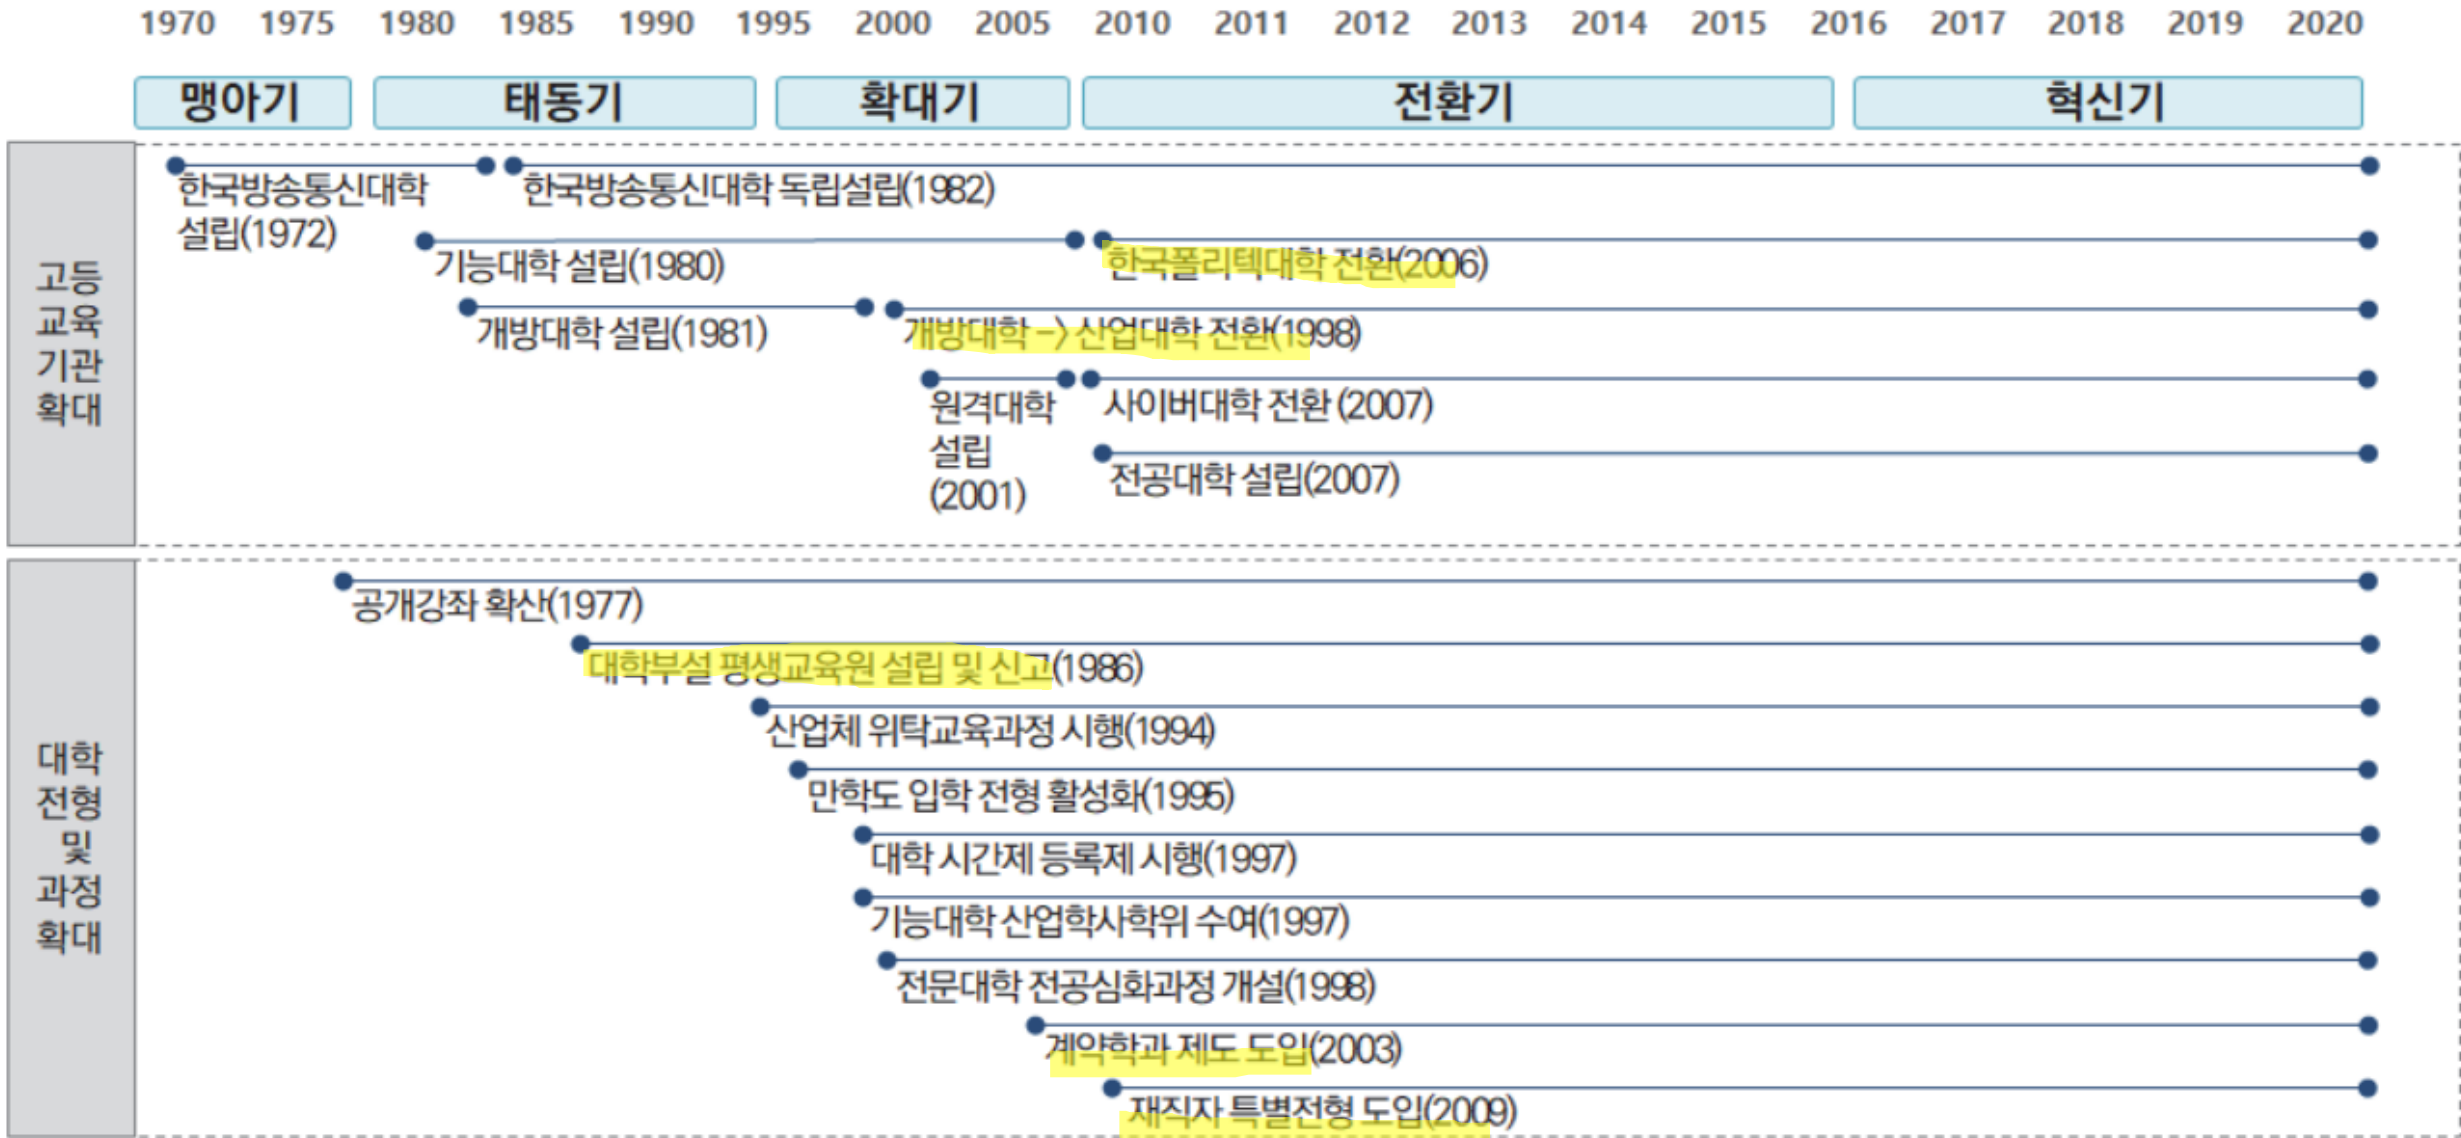 1970 1975 1980 1985 1990 1995 2000 2005 2010 2011 2012 2013 2014 2015 2016 2017 2018 2019 2020
맹아기 태동기 확대기 전환기 혁신기
고등
교육
기관
확대
한국방송통신대학
설립(1972)
한국방송통신대학 독립설립(1982)
기능대학 설립(1980)
한국폴리텍대학 전환(2006)
개방대학 설립(1981)
개방대학 -> 산업대학 전환(1998)
원격대학
설립
(2001)
사이버대학 전환 (2007)
전공대학 설립(2007)
대학
전형
및
과정
확대
공개강좌 확산(1977)
대학부설 평생교육원 설립 및 신고(1986)
산업체 위탁교육과정 시행(1994)
만학도 입학 전형 활성화(1995)
대학 시간제 등록제 시행(1997)
기능대학 산업학사학위 수여(1997)
전문대학 전공심화과정 개설(1998)
계약학과 제도 도입(2003)
재직자 특별전형 도입(2009)